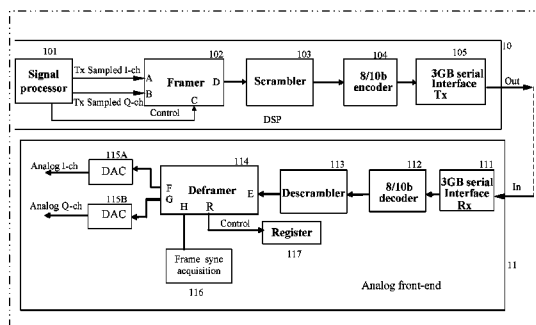 101
102
103
104
105
10
Signal
processor
Tx Sampled I-ch
Tx Sampled Q-ch
Control
A
B
C
D
Framer
Scrambler
8/10b
encoder
3GB serial
Interface
Tx
Out
DSP
115A
114
113
112
111
Analog I-ch
DAC
115B
Analog Q-ch
DAC
F
G
H
R
E
Deframer
Descrambler
8/10b
decoder
3GB serial
Interface
Rx
In
Control
Register
117
Frame sync
acquisition
116
Analog front-end
11